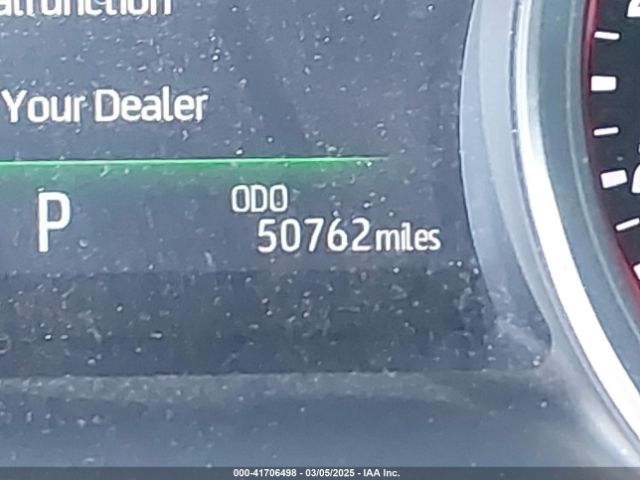 Your Dealer
P
ODO
50762 miles
000-41706498 - 03/05/2025 - IAA Inc.